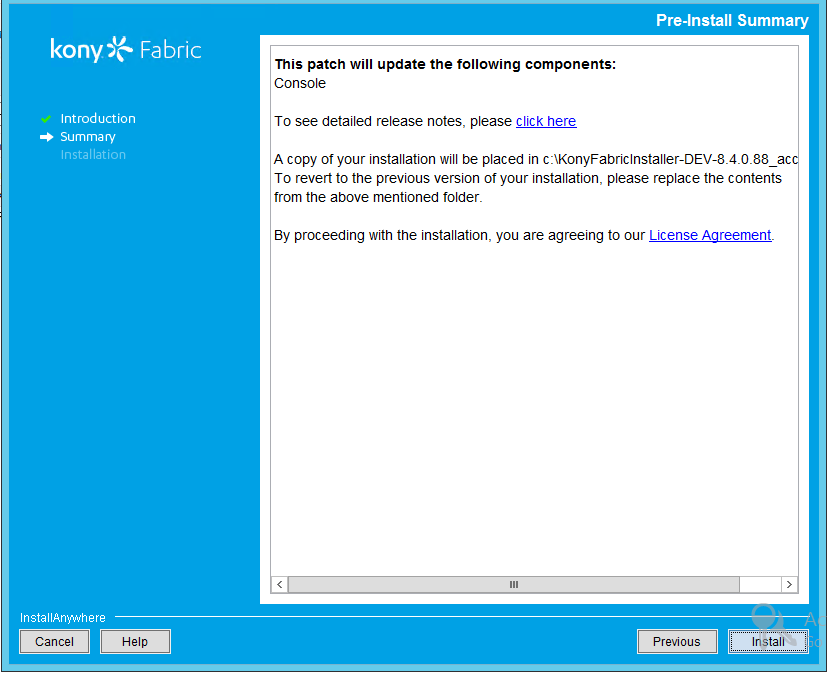 Pre-Install Summary
kony Fabric
Introduction
Summary
Installation
This patch will update the following components:
Console
To see detailed release notes, please click here
A copy of your installation will be placed in c:\KonyFabricInstaller-DEV-8.4.0.88_acc
To revert to the previous version of your installation, please replace the contents
from the above mentioned folder.
By proceeding with the installation, you are agreeing to our License Agreement.
InstallAnywhere
Cancel
Help
Previous
Install